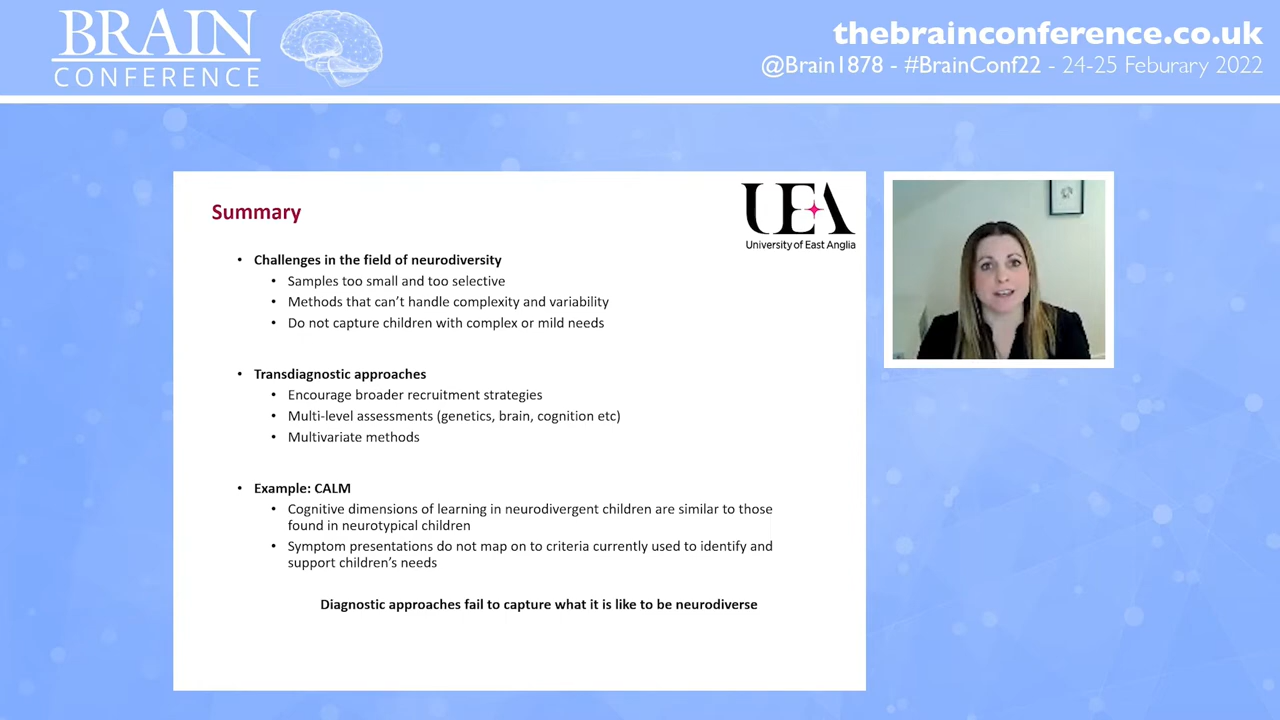 BRAIN
CONFERENCE
thebrainconference.co.uk
@Brain1878 - #BrainConf22 - 24-25 Feburary 2022
Summary
UEA
University of East Anglia
• Challenges in the field of neurodiversity
• Samples too small and too selective
• Methods that can't handle complexity and variability
• Do not capture children with complex or mild needs
• Transdiagnostic approaches
• Encourage broader recruitment strategies
• Multi-level assessments (genetics, brain, cognition etc)
• Multivariate methods
• Example: CALM
• Cognitive dimensions of learning in neurodivergent children are similar to those
found in neurotypical children
• Symptom presentations do not map on to criteria currently used to identify and
support children's needs
Diagnostic approaches fail to capture what it is like to be neurodiverse